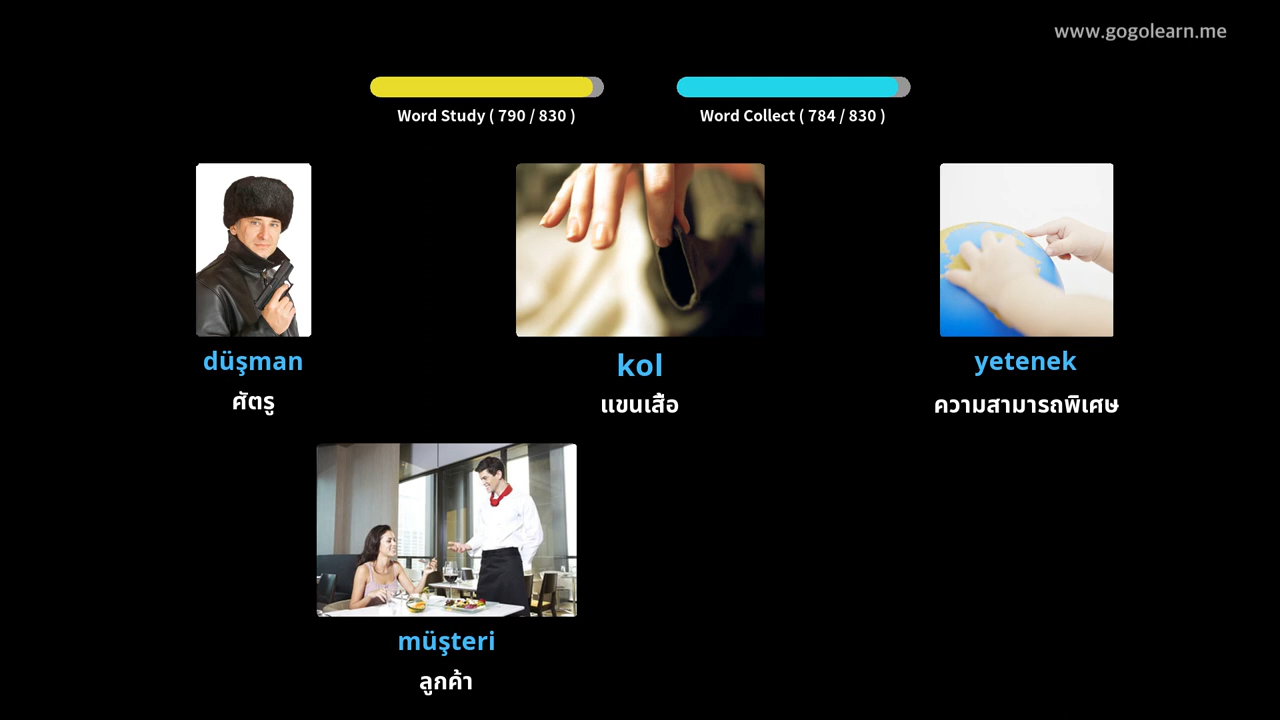 www.gogolearn.me
Word Study ( 790 / 830 )
Word Collect ( 784 / 830 )
düşman
kol
yetenek
ศัตรู
แขนเสื้อ
ความสามารถพิเศษ
müşteri
ลูกค้า